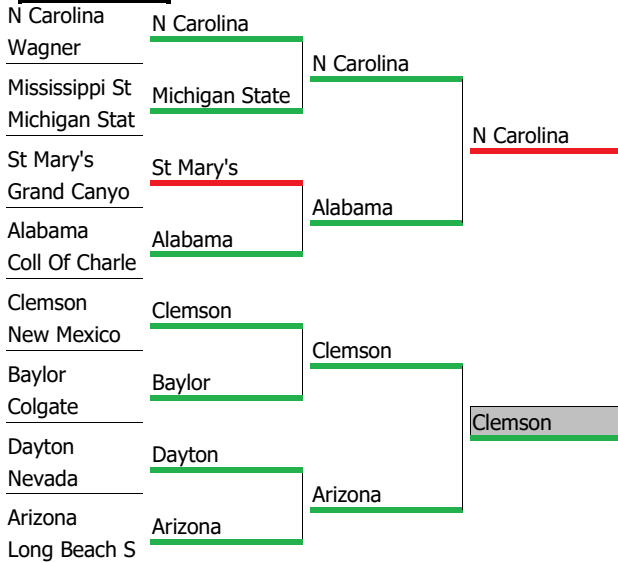 N Carolina
Wagner
Mississippi St
Michigan Stat
St Mary's
Grand Canyo
Alabama
Coll Of Charle
Clemson
New Mexico
Baylor
Colgate
Dayton
Nevada
Arizona
Long Beach S
N Carolina
Michigan State
St Mary's
Alabama
Clemson
Baylor
Dayton
Arizona
N Carolina
Alabama
Clemson
Arizona
N Carolina
Clemson